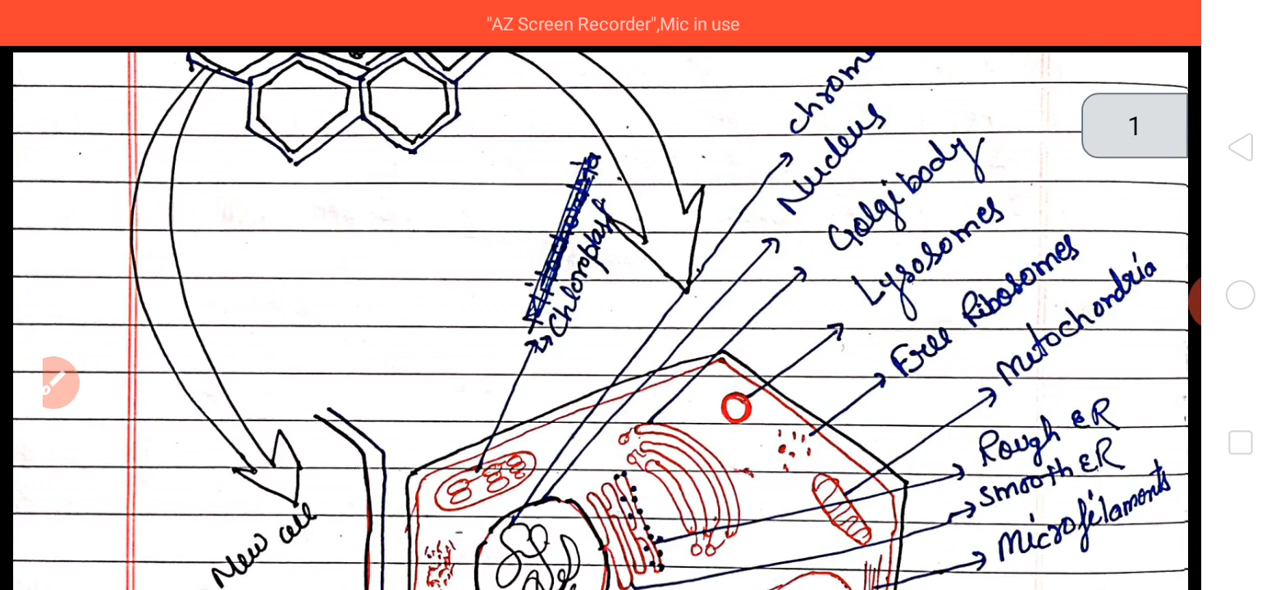 "AZ Screen Recorder",Mic in use
1
chrom
Nucleus
Golgi body
Lysosomes
Free Ribosomes
Mitochondria
Rough ER
smooth ER
Microfilaments
Chloroplast
New cell